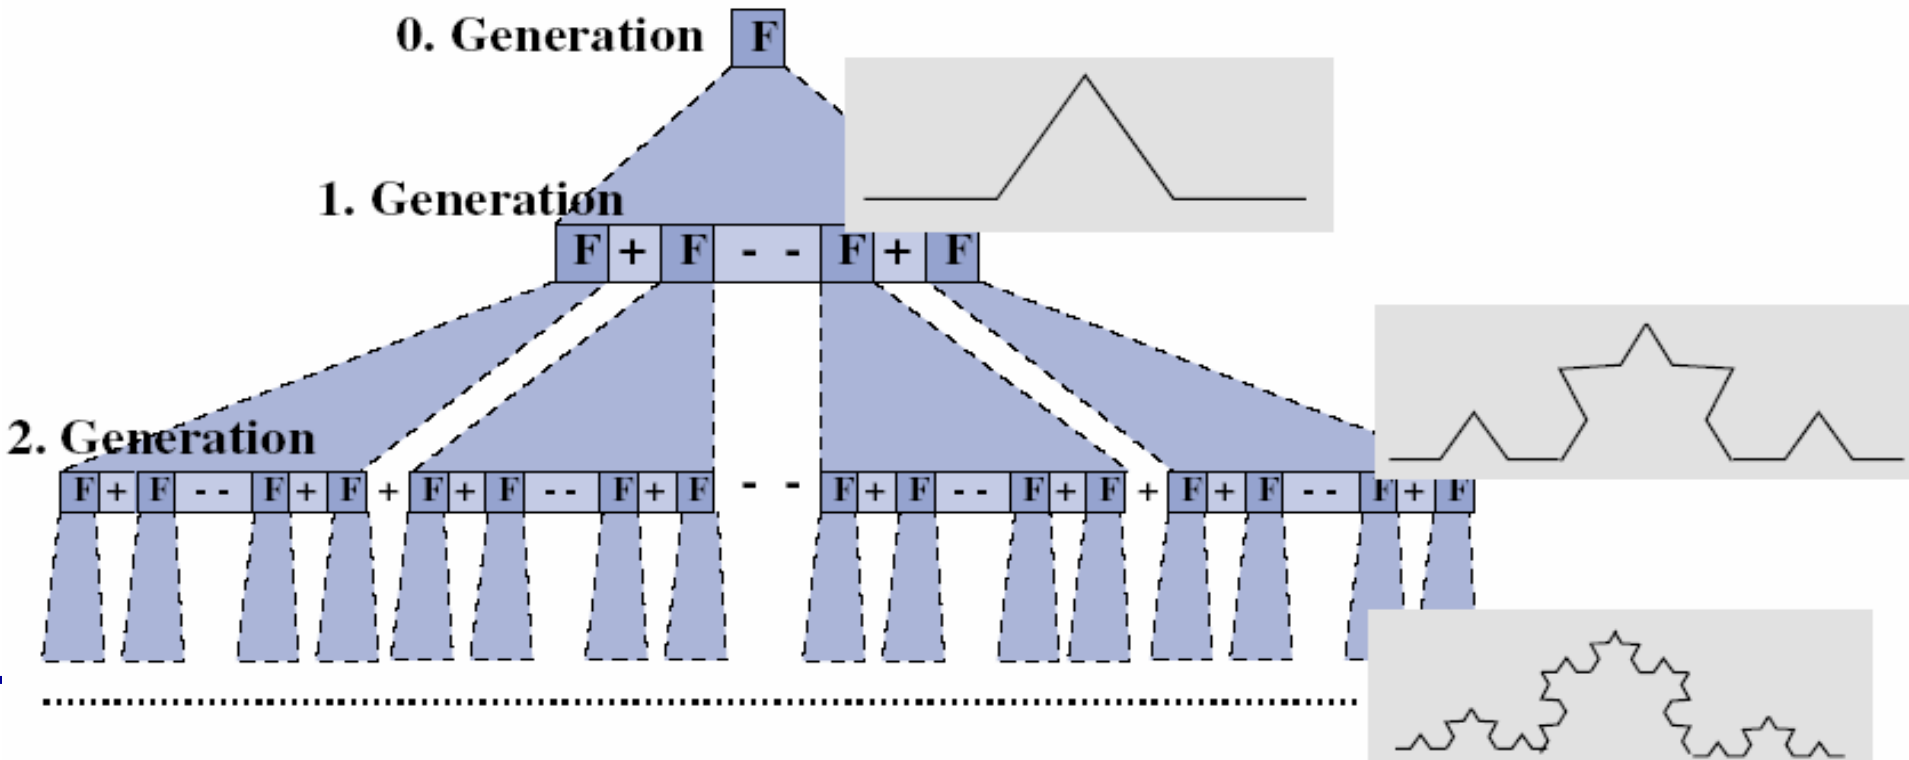 0. Generation F
1. Generation
F + F - - F + F
2. Generation
F + F - - F + F + F + F - - F + F - - F + F - - F + F + F + F - - F + F